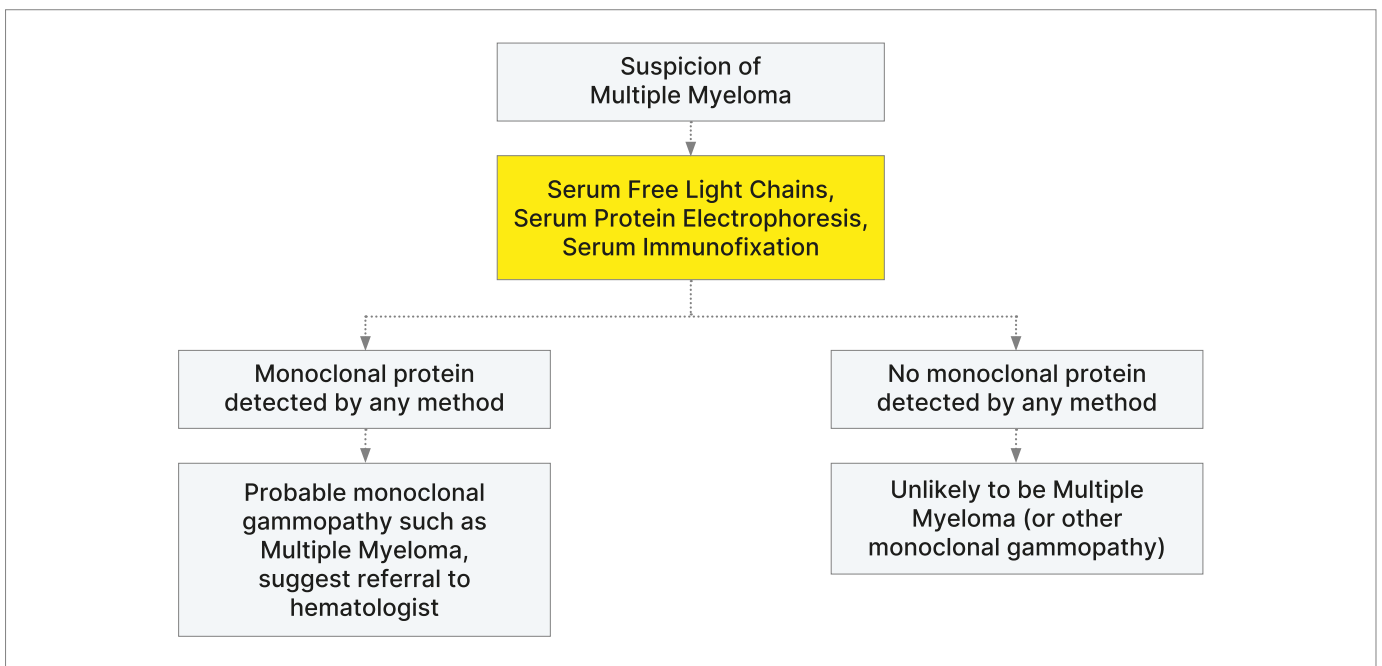 Suspicion of
Multiple Myeloma
Serum Free Light Chains,
Serum Protein Electrophoresis,
Serum Immunofixation
Monoclonal protein
detected by any method
No monoclonal protein
detected by any method
Probable monoclonal
gammopathy such as
Multiple Myeloma,
suggest referral to
hematologist
Unlikely to be Multiple
Myeloma (or other
monoclonal gammopathy)